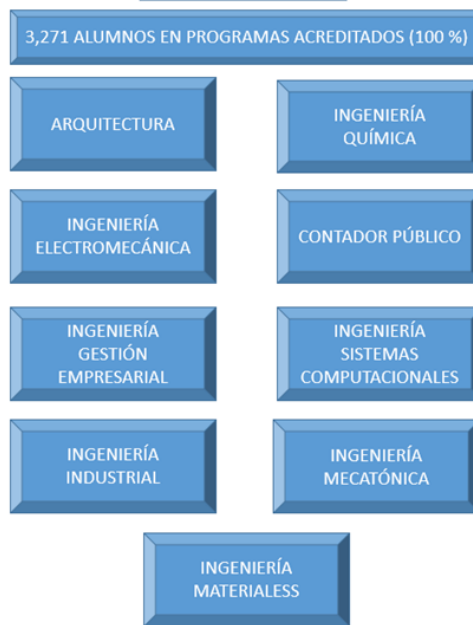 3,271 ALUMNOS EN PROGRAMAS ACREDITADOS (100 %)
ARQUITECTURA
INGENIERÍA
QUÍMICA
INGENIERÍA
ELECTROMECÁNICA
CONTADOR PÚBLICO
INGENIERÍA
GESTIÓN
EMPRESARIAL
INGENIERÍA
SISTEMAS
COMPUTACIONALES
INGENIERÍA
INDUSTRIAL
INGENIERÍA
MECATÓNICA
INGENIERÍA
MATERIALESS